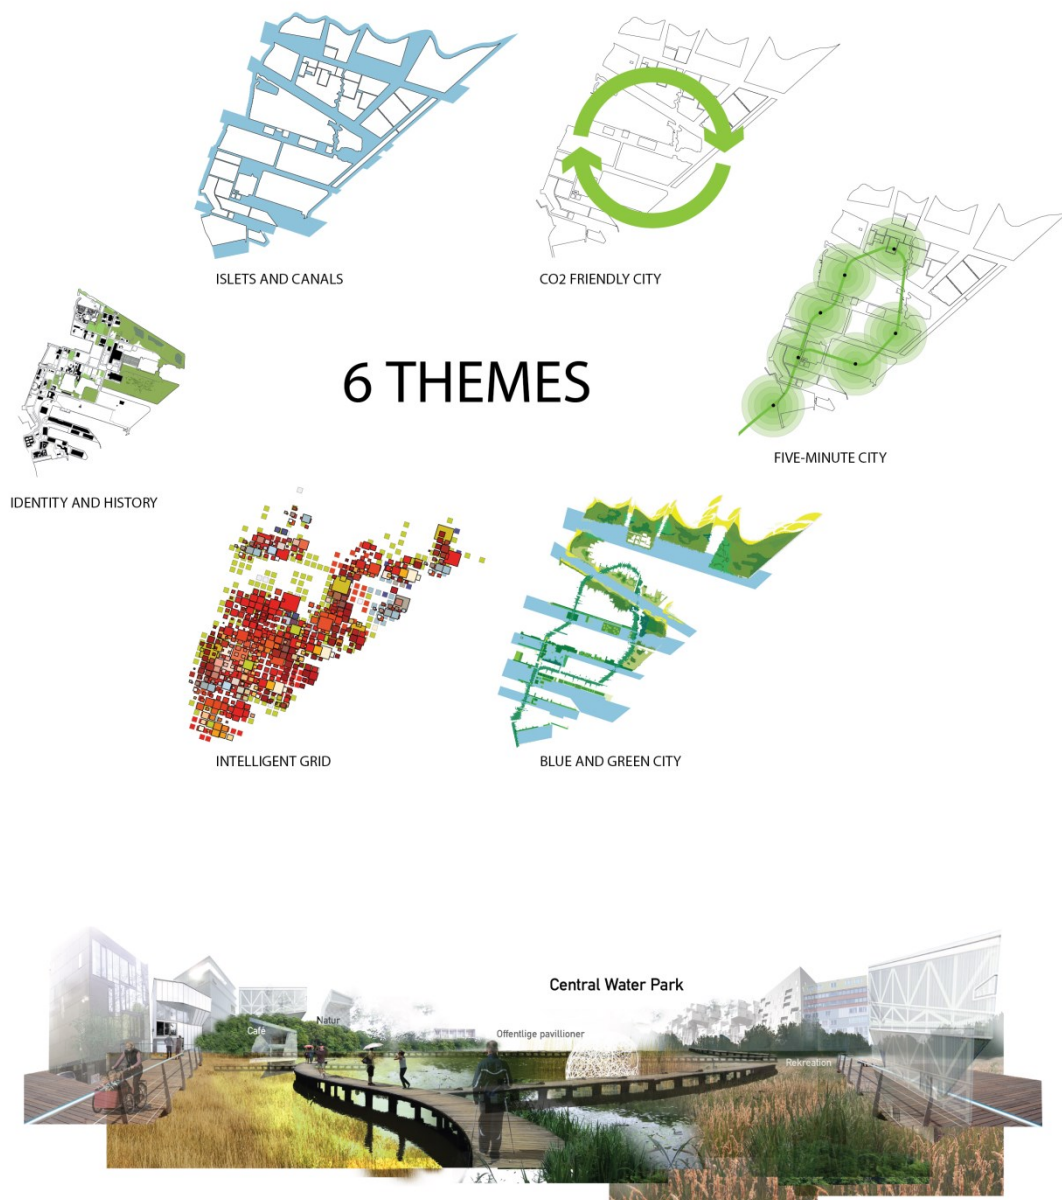 ISLETS AND CANALS
CO2 FRIENDLY CITY
6 THEMES
FIVE-MINUTE CITY
IDENTITY AND HISTORY
INTELLIGENT GRID
BLUE AND GREEN CITY
Central Water Park
Café
Natur
Offentlige pavillioner
Rekreation